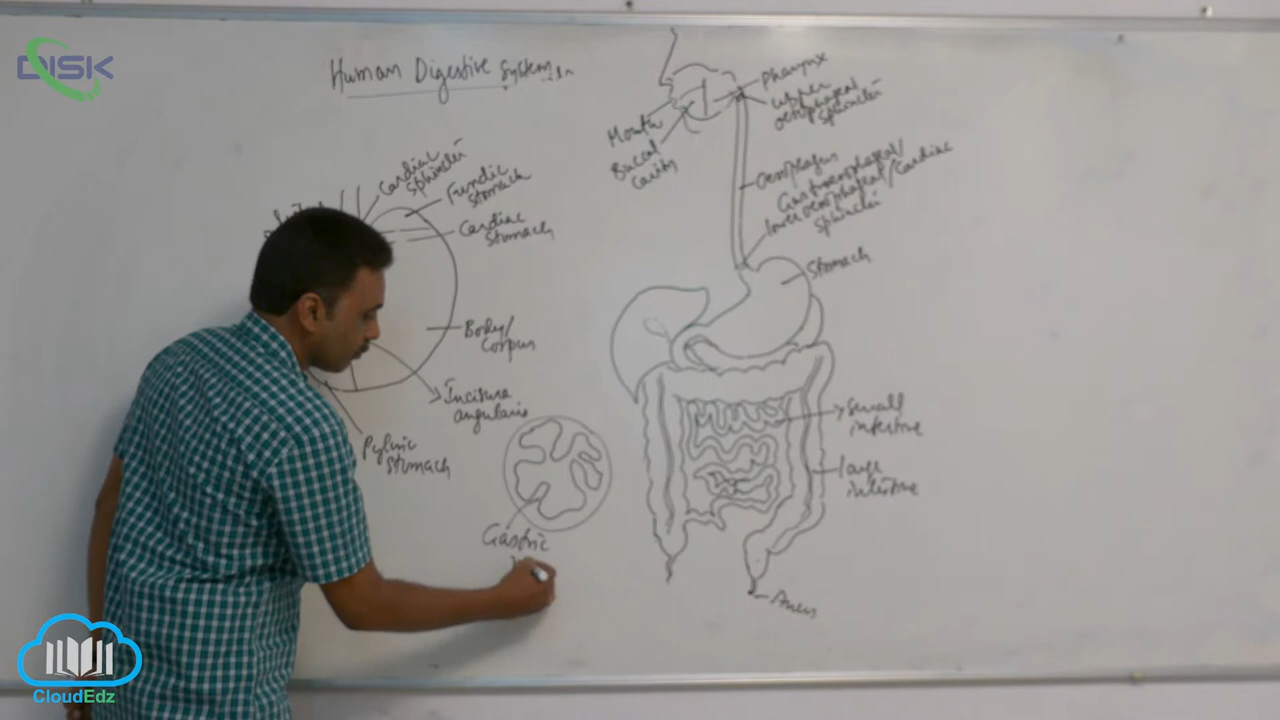 DISK
Human Digestive System
Cardiac
sphincter
Fundic
stomach
Cardiac
stomach
Body/
Corpus
Incisura
angularis
Pyloric
stomach
Gastric
Mouth
Buccal
cavity
Pharynx
upper
oesophageal
sphincter
Oesophagus
Gastroesophageal/
oesophageal/Cardiac
sphincter
Stomach
Small
intestine
large
intestine
Anus
CloudEdz